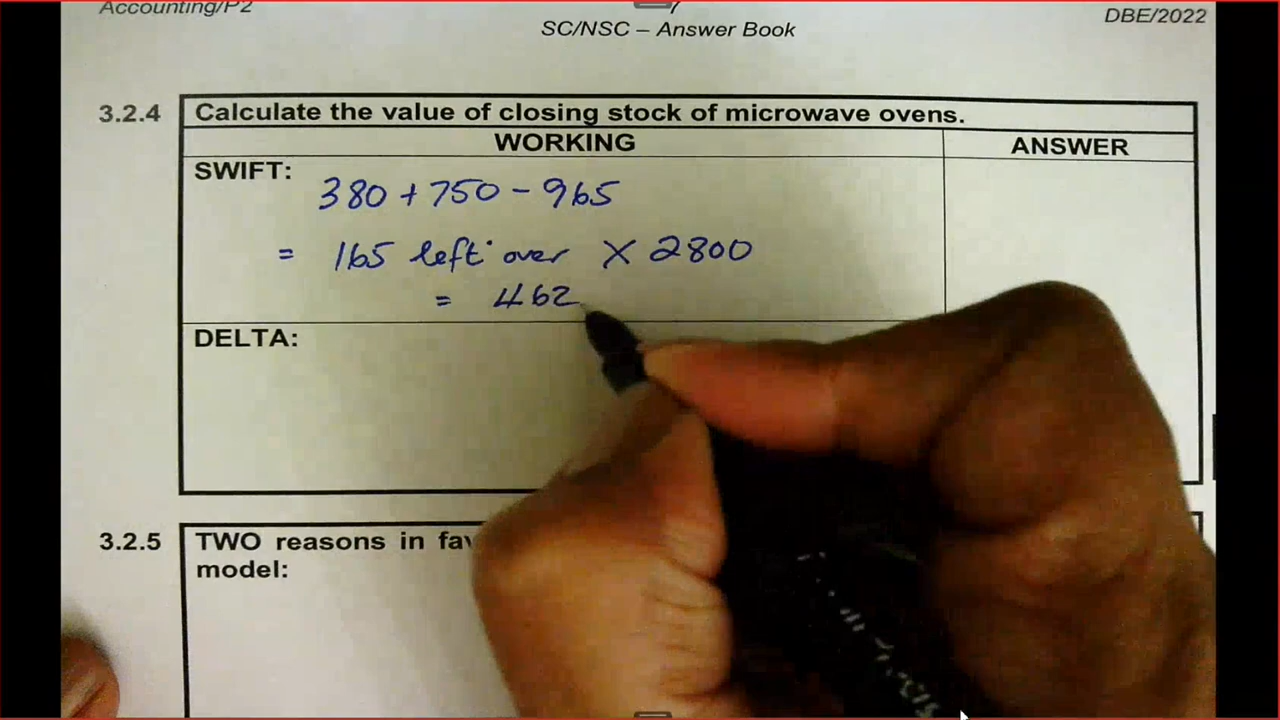 Accounting/P2
7
DBE/2022
SC/NSC – Answer Book
3.2.4
Calculate the value of closing stock of microwave ovens.
WORKING
ANSWER
SWIFT:
380 + 750 – 965
= 165 left over × 2800
= 462
DELTA:
3.2.5
TWO reasons in fav
model: